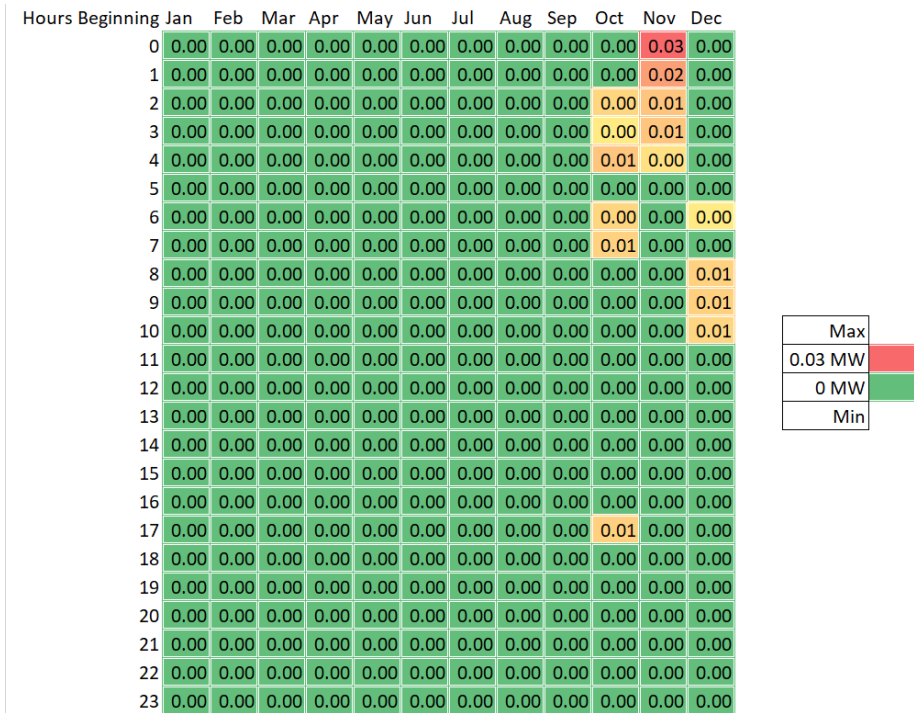 Hours Beginning Jan Feb Mar Apr May Jun Jul Aug Sep Oct Nov Dec
0 0.00 0.00 0.00 0.00 0.00 0.00 0.00 0.00 0.00 0.00 0.03 0.00
1 0.00 0.00 0.00 0.00 0.00 0.00 0.00 0.00 0.00 0.00 0.02 0.00
2 0.00 0.00 0.00 0.00 0.00 0.00 0.00 0.00 0.00 0.00 0.01 0.00
3 0.00 0.00 0.00 0.00 0.00 0.00 0.00 0.00 0.00 0.00 0.01 0.00
4 0.00 0.00 0.00 0.00 0.00 0.00 0.00 0.00 0.00 0.01 0.00 0.00
5 0.00 0.00 0.00 0.00 0.00 0.00 0.00 0.00 0.00 0.00 0.00 0.00
6 0.00 0.00 0.00 0.00 0.00 0.00 0.00 0.00 0.00 0.00 0.00 0.00
7 0.00 0.00 0.00 0.00 0.00 0.00 0.00 0.00 0.00 0.01 0.00 0.00
8 0.00 0.00 0.00 0.00 0.00 0.00 0.00 0.00 0.00 0.00 0.00 0.01
9 0.00 0.00 0.00 0.00 0.00 0.00 0.00 0.00 0.00 0.00 0.00 0.01
10 0.00 0.00 0.00 0.00 0.00 0.00 0.00 0.00 0.00 0.00 0.00 0.01
11 0.00 0.00 0.00 0.00 0.00 0.00 0.00 0.00 0.00 0.00 0.00 0.00
12 0.00 0.00 0.00 0.00 0.00 0.00 0.00 0.00 0.00 0.00 0.00 0.00
13 0.00 0.00 0.00 0.00 0.00 0.00 0.00 0.00 0.00 0.00 0.00 0.00
14 0.00 0.00 0.00 0.00 0.00 0.00 0.00 0.00 0.00 0.00 0.00 0.00
15 0.00 0.00 0.00 0.00 0.00 0.00 0.00 0.00 0.00 0.00 0.00 0.00
16 0.00 0.00 0.00 0.00 0.00 0.00 0.00 0.00 0.00 0.00 0.00 0.00
17 0.00 0.00 0.00 0.00 0.00 0.00 0.00 0.00 0.00 0.01 0.00 0.00
18 0.00 0.00 0.00 0.00 0.00 0.00 0.00 0.00 0.00 0.00 0.00 0.00
19 0.00 0.00 0.00 0.00 0.00 0.00 0.00 0.00 0.00 0.00 0.00 0.00
20 0.00 0.00 0.00 0.00 0.00 0.00 0.00 0.00 0.00 0.00 0.00 0.00
21 0.00 0.00 0.00 0.00 0.00 0.00 0.00 0.00 0.00 0.00 0.00 0.00
22 0.00 0.00 0.00 0.00 0.00 0.00 0.00 0.00 0.00 0.00 0.00 0.00
23 0.00 0.00 0.00 0.00 0.00 0.00 0.00 0.00 0.00 0.00 0.00 0.00
Max
0.03 MW
0 MW
Min